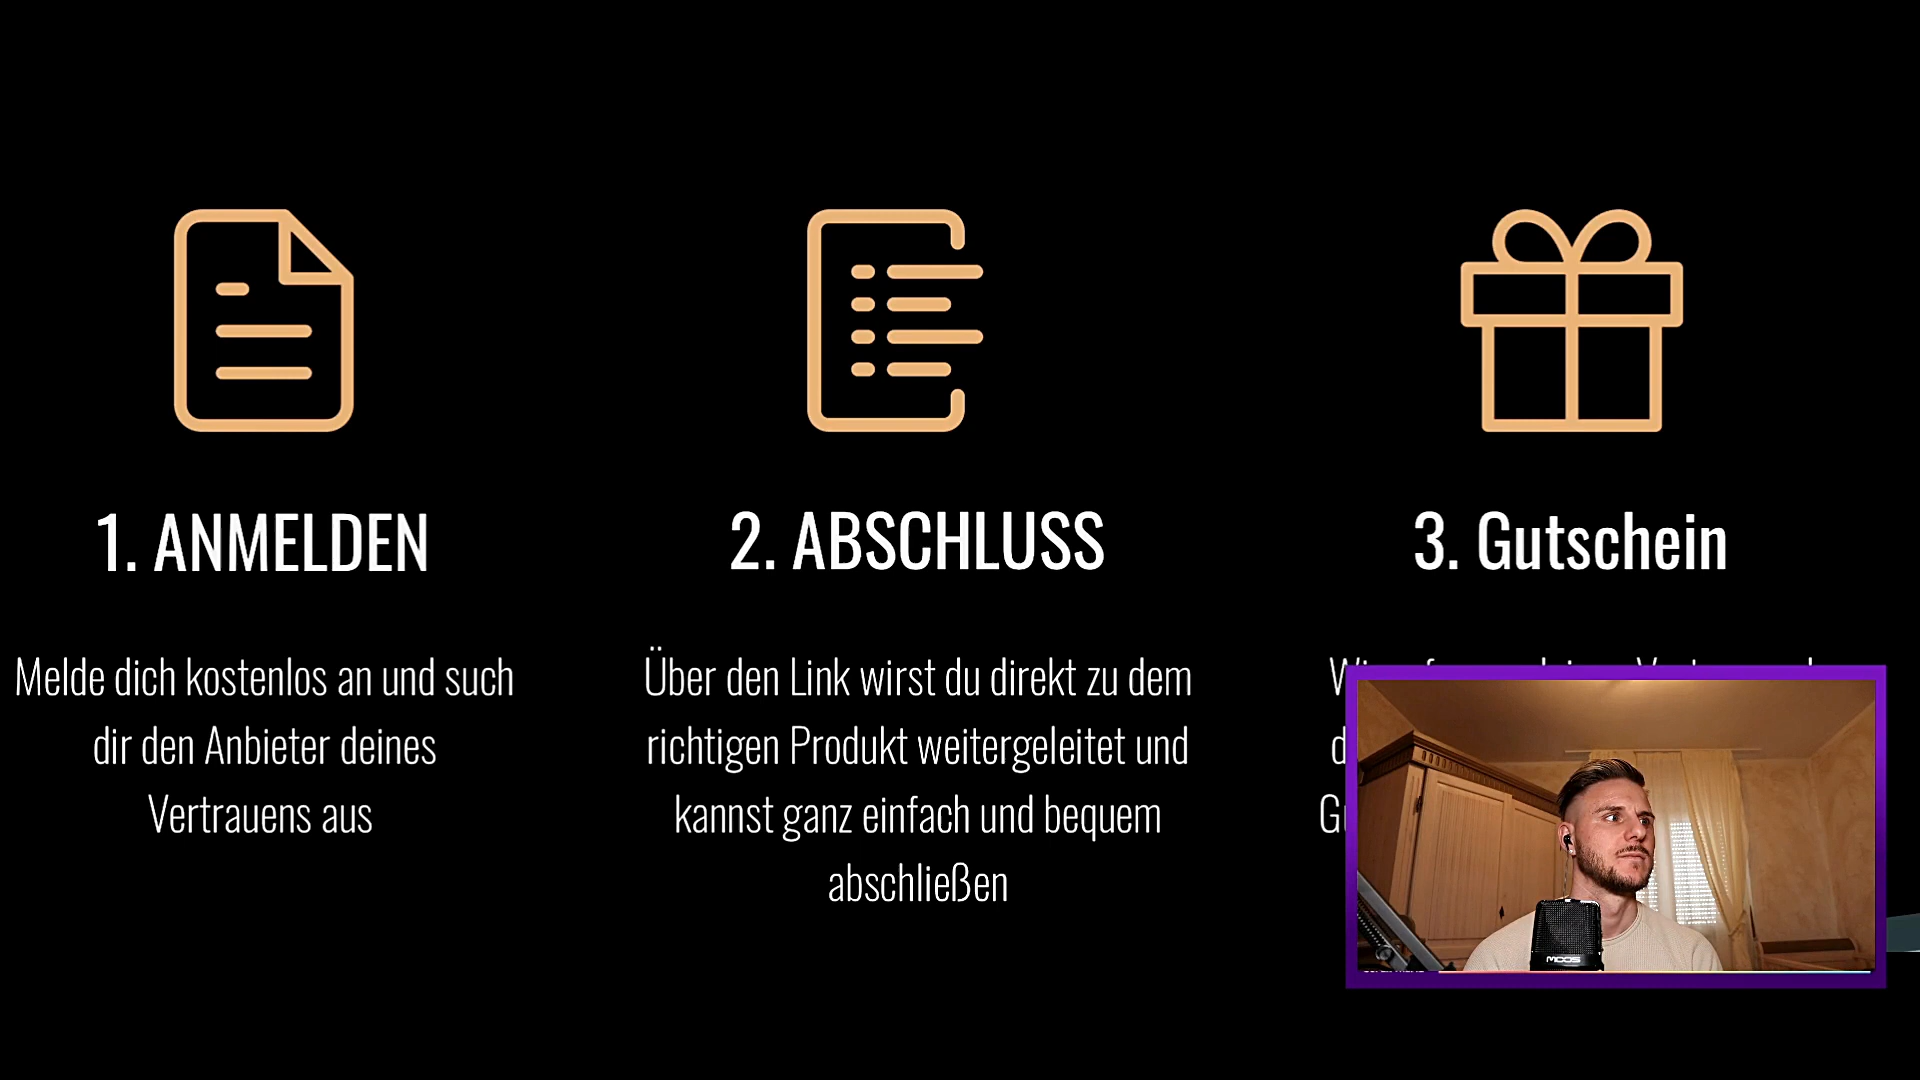 1. ANMELDEN
Melde dich kostenlos an und such
dir den Anbieter deines
Vertrauens aus
2. ABSCHLUSS
Über den Link wirst du direkt zu dem
richtigen Produkt weitergeleitet und
kannst ganz einfach und bequem
abschließen
3. Gutschein